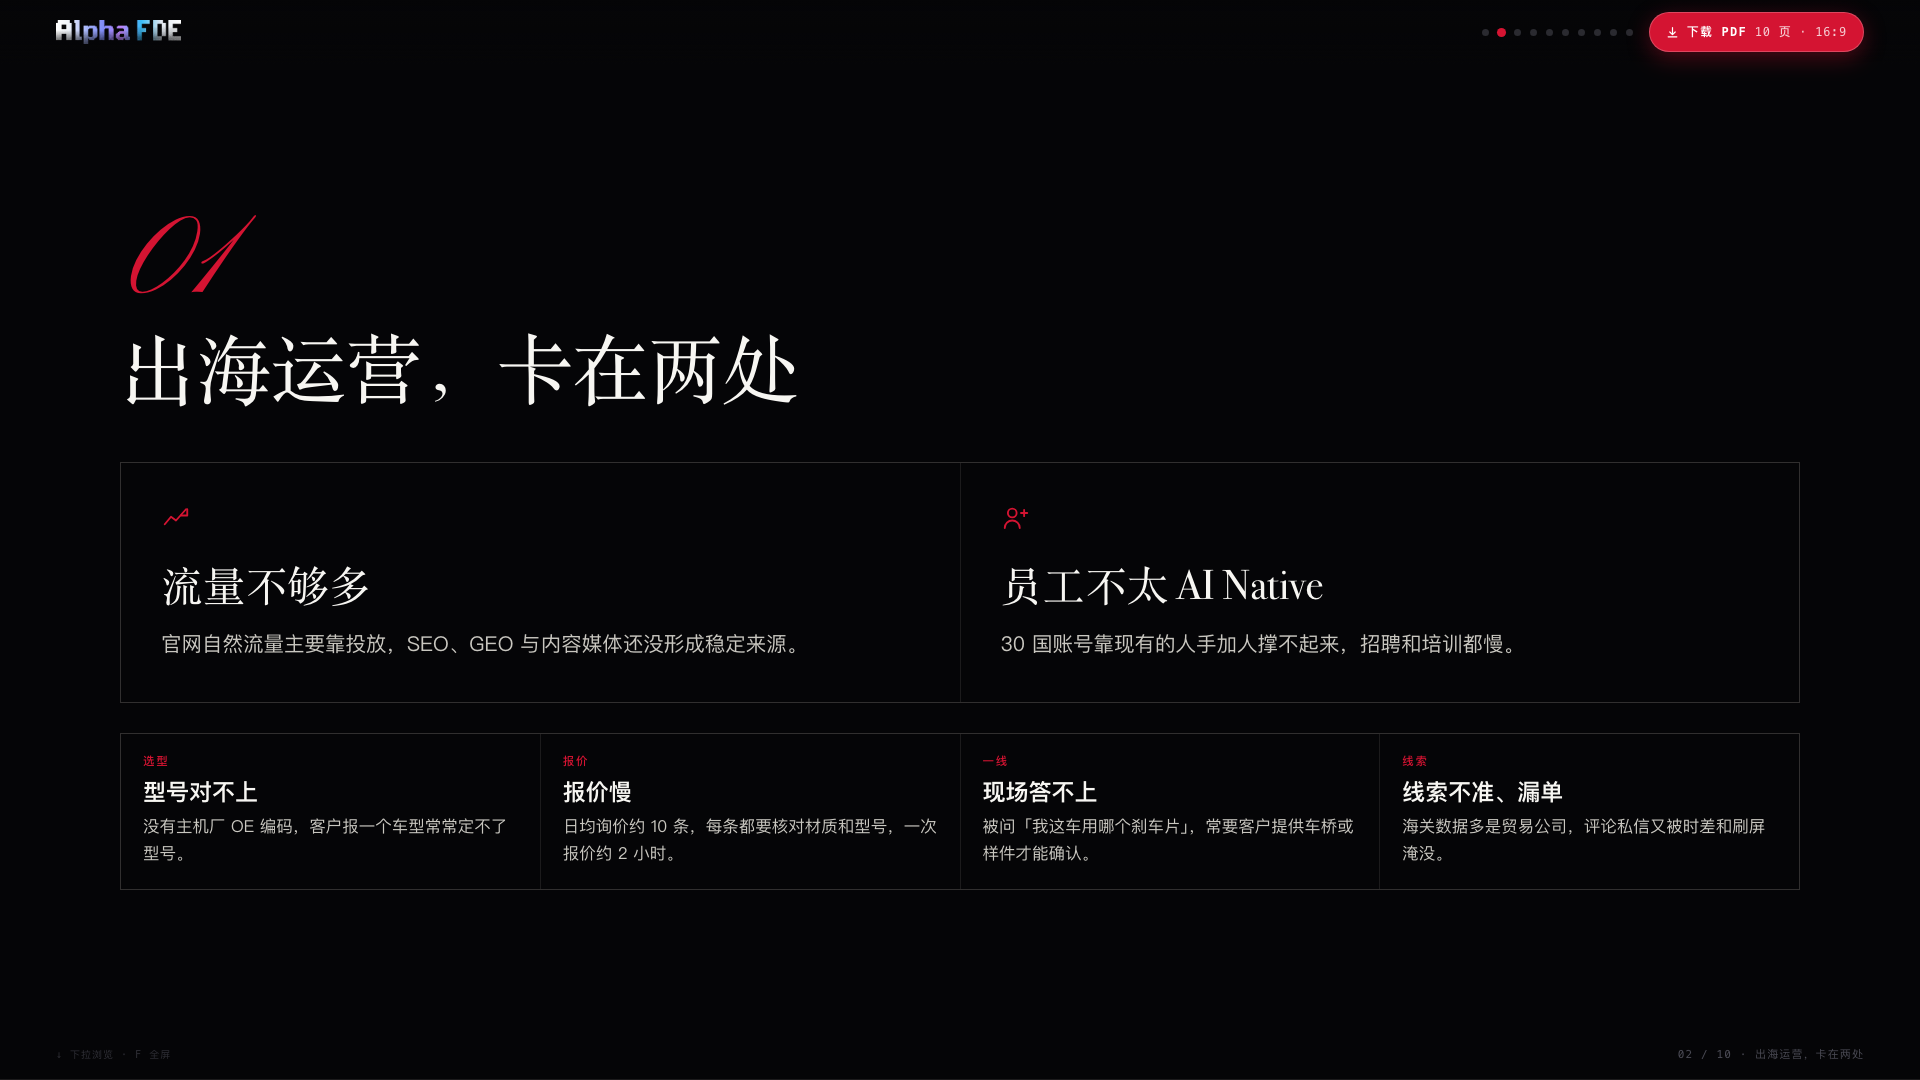 Alpha FDE
下载 PDF 10 页 · 16:9
01
出海运营，卡在两处
流量不够多
官网自然流量主要靠投放，SEO、GEO 与内容媒体还没形成稳定来源。
员工不太 AI Native
30 国账号靠现有的人手加人撑不起来，招聘和培训都慢。
选型
型号对不上
没有主机厂 OE 编码，客户报一个车型常常定不了
型号。
报价
报价慢
日均询价约 10 条，每条都要核对材质和型号，一次
报价约 2 小时。
一线
现场答不上
被问「我这车用哪个刹车片」，常要客户提供车桥或
样件才能确认。
线索
线索不准、漏单
海关数据多是贸易公司，评论私信又被时差和刷屏
淹没。
↓ 下拉浏览 · F 全屏
02 / 10 · 出海运营，卡在两处